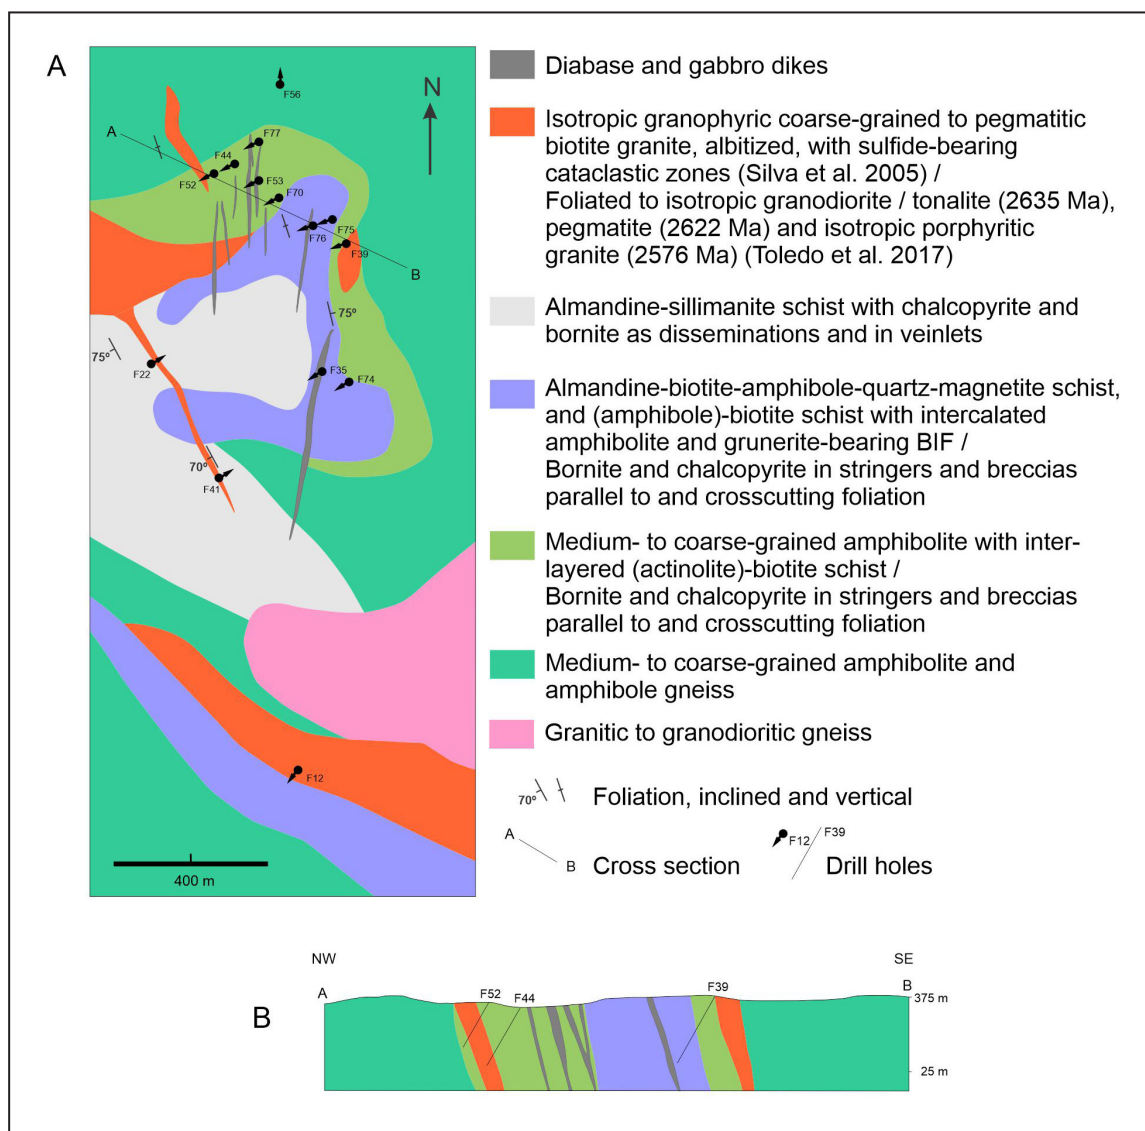 A
N
F56
A
F77
F44
F52
F53
F70
F75
F76
F39
B
75º
75º
F22
F35
F74
70º
F41
F12
400 m
Diabase and gabbro dikes
Isotropic granophyric coarse-grained to pegmatitic
biotite granite, albitized, with sulfide-bearing
cataclastic zones (Silva et al. 2005) /
Foliated to isotropic granodiorite / tonalite (2635 Ma),
pegmatite (2622 Ma) and isotropic porphyritic
granite (2576 Ma) (Toledo et al. 2017)
Almandine-sillimanite schist with chalcopyrite and
bornite as disseminations and in veinlets
Almandine-biotite-amphibole-quartz-magnetite schist,
and (amphibole)-biotite schist with intercalated
amphibolite and grunerite-bearing BIF /
Bornite and chalcopyrite in stringers and breccias
parallel to and crosscutting foliation
Medium- to coarse-grained amphibolite with inter-
layered (actinolite)-biotite schist /
Bornite and chalcopyrite in stringers and breccias
parallel to and crosscutting foliation
Medium- to coarse-grained amphibolite and
amphibole gneiss
Granitic to granodioritic gneiss
70º Foliation, inclined and vertical
A B Cross section F12 F39 Drill holes
NW SE
A F52 F44 F39 B
375 m
B
25 m